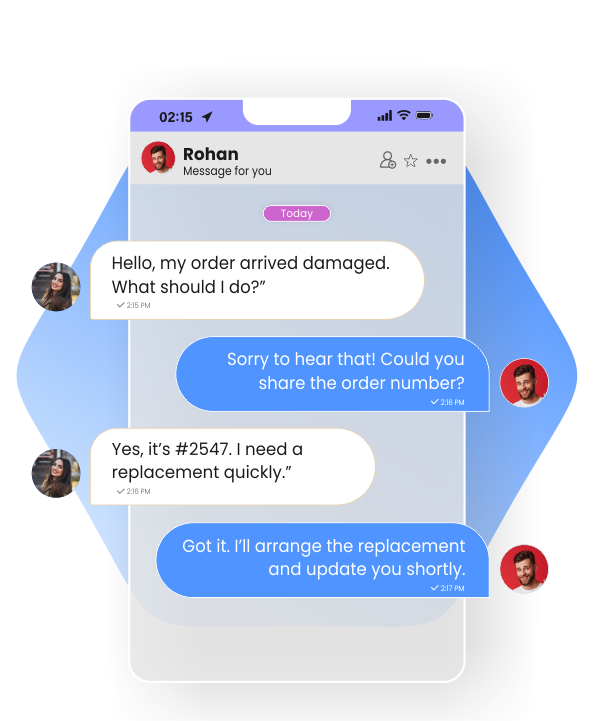 02:15
Rohan
Message for you
Today
Hello, my order arrived damaged.
What should I do?”
2:15 PM
Sorry to hear that! Could you
share the order number?
2:16 PM
Yes, it’s #2547. I need a
replacement quickly.”
2:16 PM
Got it. I’ll arrange the replacement
and update you shortly.
2:17 PM